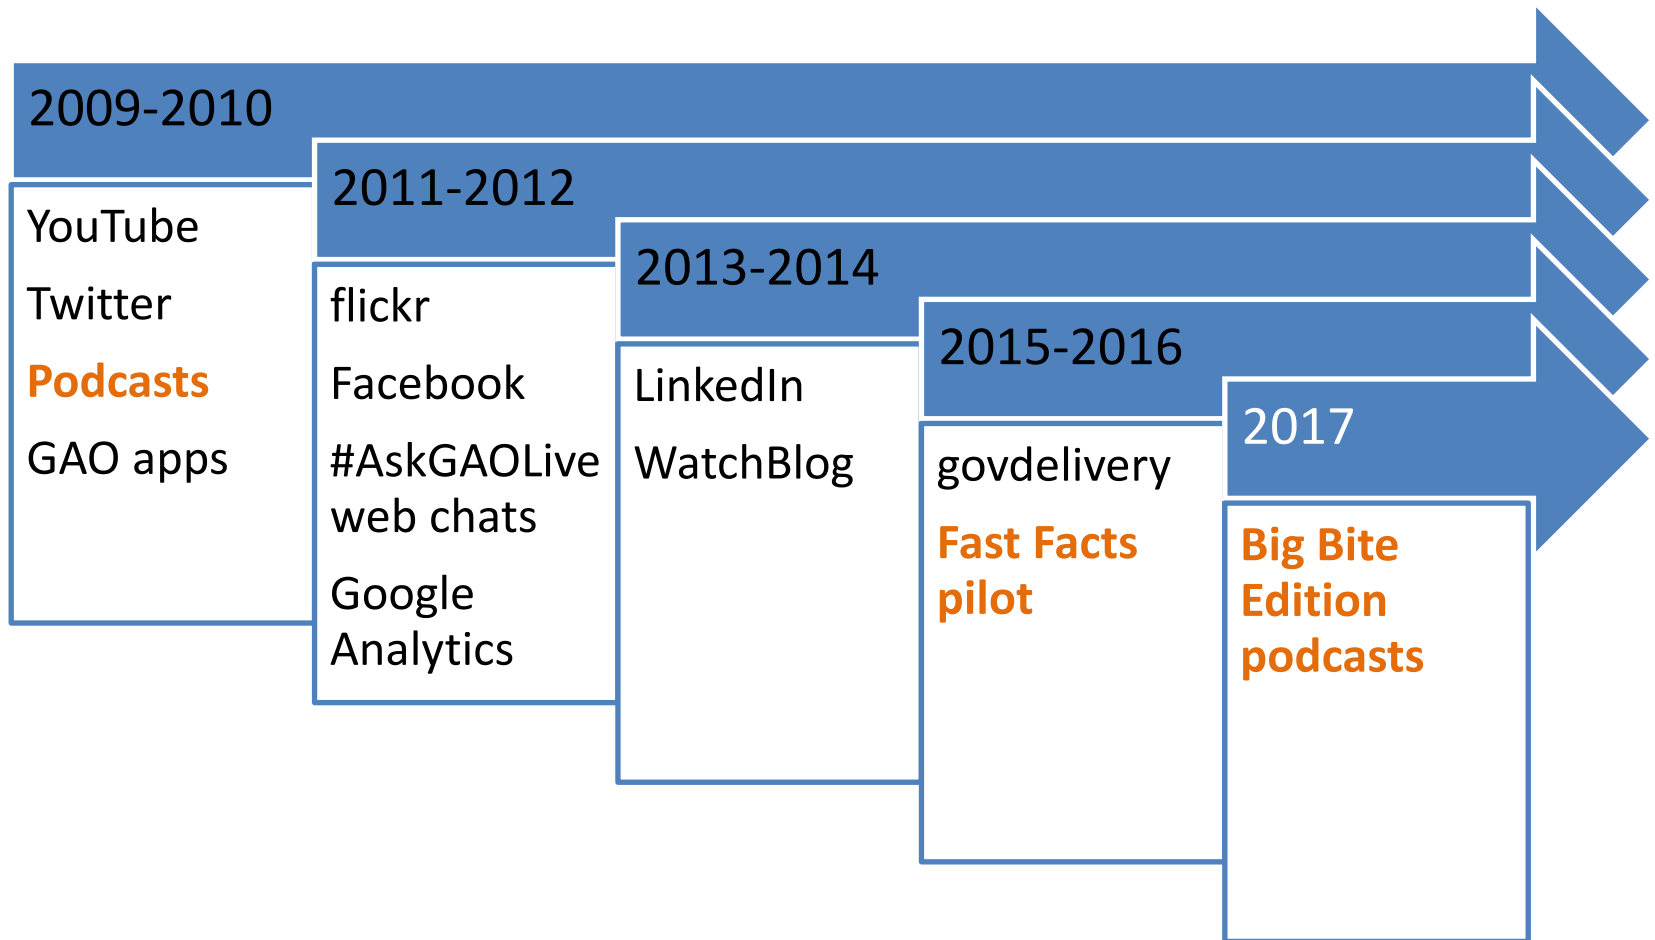 2009-2010
YouTube
Twitter
Podcasts
GAO apps
2011-2012
flickr
Facebook
#AskGAOLive
web chats
Google
Analytics
2013-2014
LinkedIn
WatchBlog
2015-2016
govdelivery
Fast Facts
pilot
2017
Big Bite
Edition
podcasts